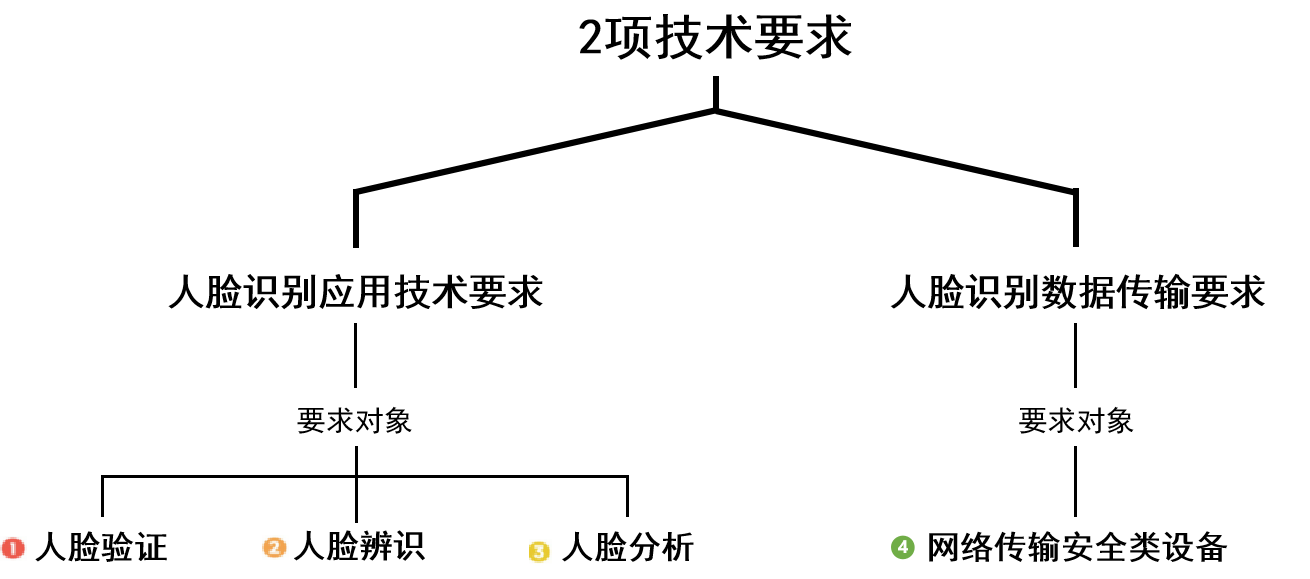 2项技术要求
人脸识别应用技术要求
人脸识别数据传输要求
要求对象
要求对象
1 人脸验证
2 人脸辨识
3 人脸分析
4 网络传输安全类设备